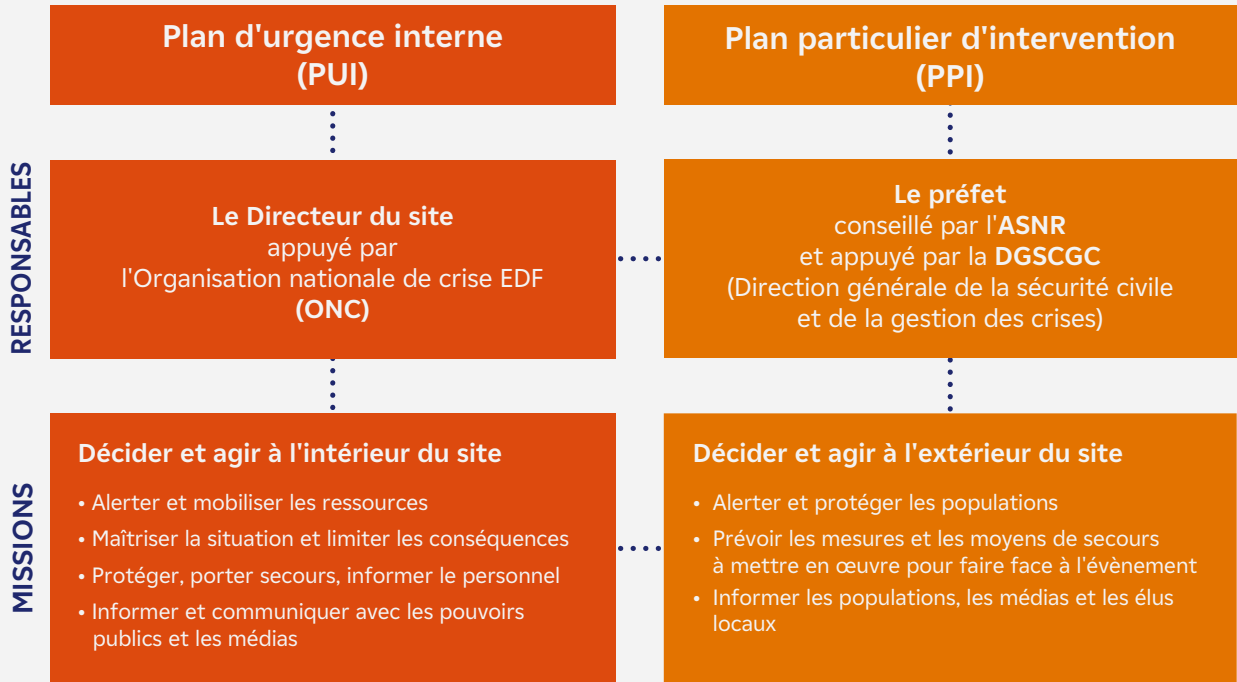 Plan d'urgence interne
(PUI)
Plan particulier d'intervention
(PPI)
RESPONSABLES
Le Directeur du site
appuyé par
l'Organisation nationale de crise EDF
(ONC)
Le préfet
conseillé par l'ASNR
et appuyé par la DGSCGC
(Direction générale de la sécurité civile
et de la gestion des crises)
MISSIONS
Décider et agir à l'intérieur du site
• Alerter et mobiliser les ressources
• Maîtriser la situation et limiter les conséquences
• Protéger, porter secours, informer le personnel
• Informer et communiquer avec les pouvoirs
publics et les médias
Décider et agir à l'extérieur du site
• Alerter et protéger les populations
• Prévoir les mesures et les moyens de secours
à mettre en œuvre pour faire face à l'évènement
• Informer les populations, les médias et les élus
locaux